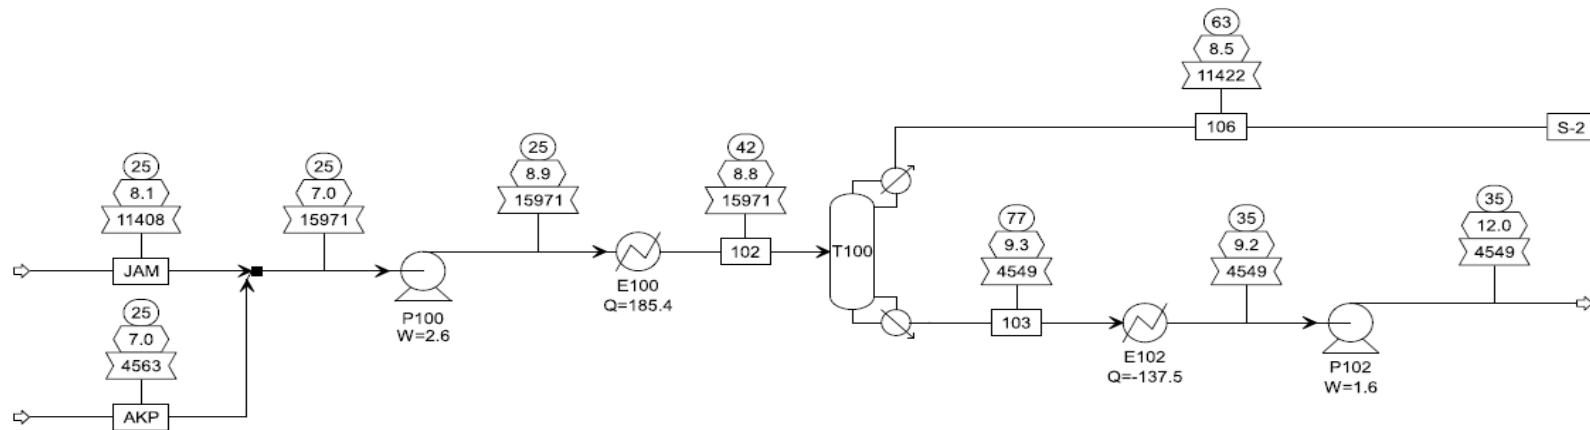 63
8.5
11422
106
S-2
25
8.1
11408
JAM
25
7.0
15971
25
8.9
15971
42
8.8
15971
102
T100
E100
Q=185.4
P100
W=2.6
25
7.0
4563
AKP
77
9.3
4549
103
35
9.2
4549
35
12.0
4549
E102
Q=-137.5
P102
W=1.6